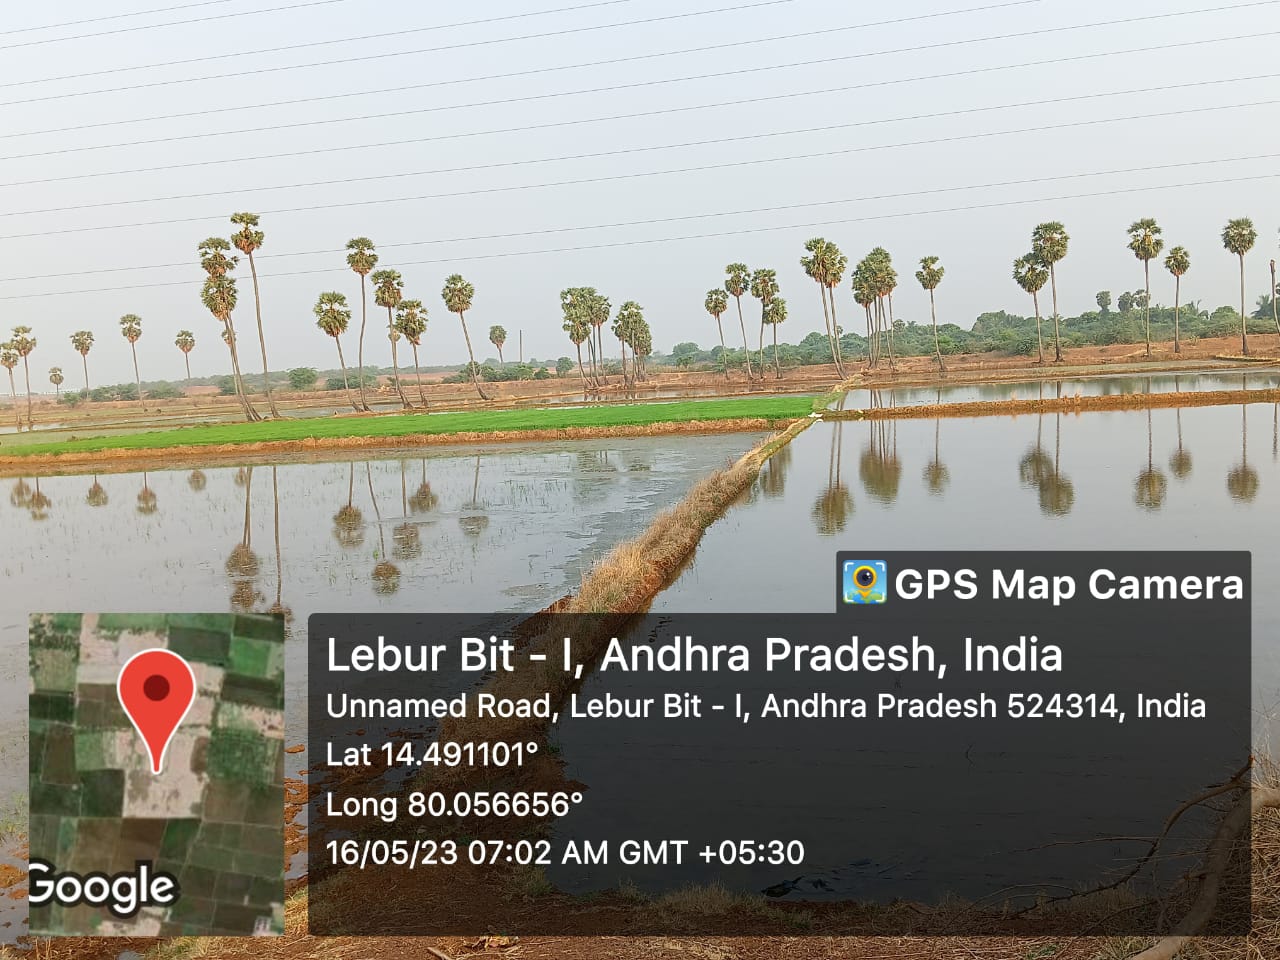 GPS Map Camera
Lebur Bit - I, Andhra Pradesh, India
Unnamed Road, Lebur Bit - I, Andhra Pradesh 524314, India
Lat 14.491101°
Long 80.056656°
16/05/23 07:02 AM GMT +05:30
Google